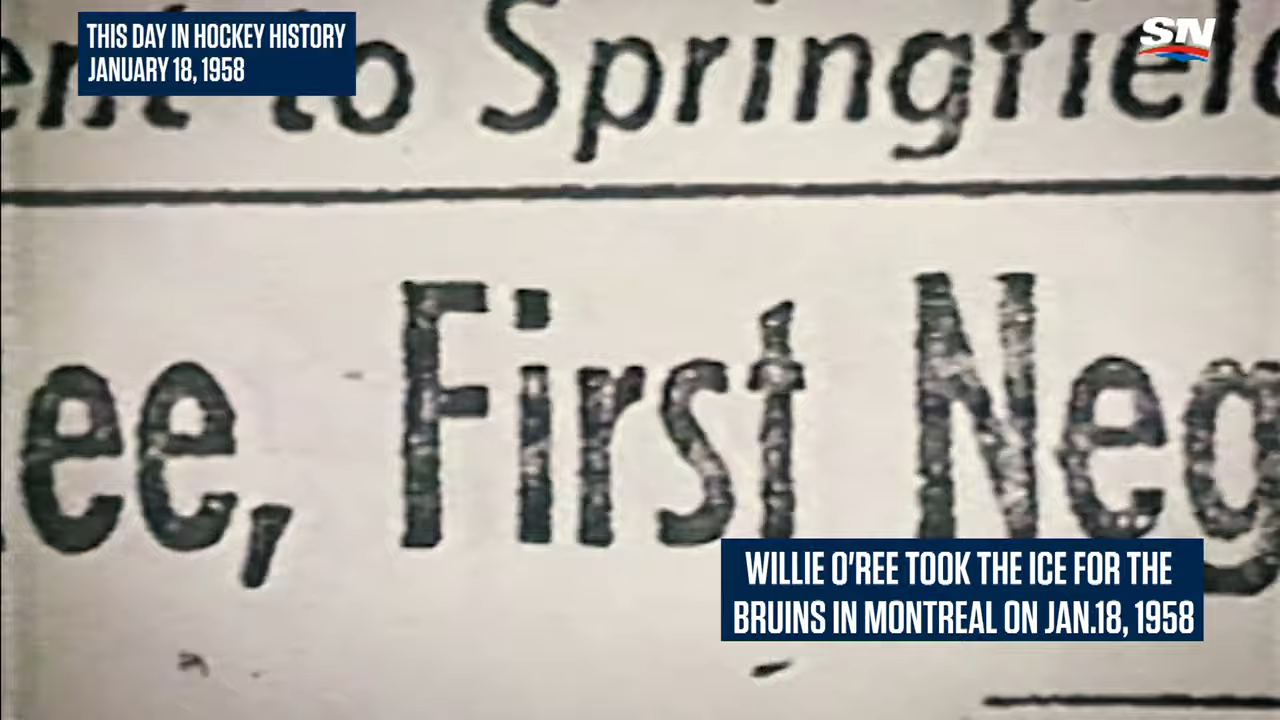 THIS DAY IN HOCKEY HISTORY
JANUARY 18, 1958
SN
ent to Springfield
ee, First Neg
WILLIE O'REE TOOK THE ICE FOR THE
BRUINS IN MONTREAL ON JAN.18, 1958